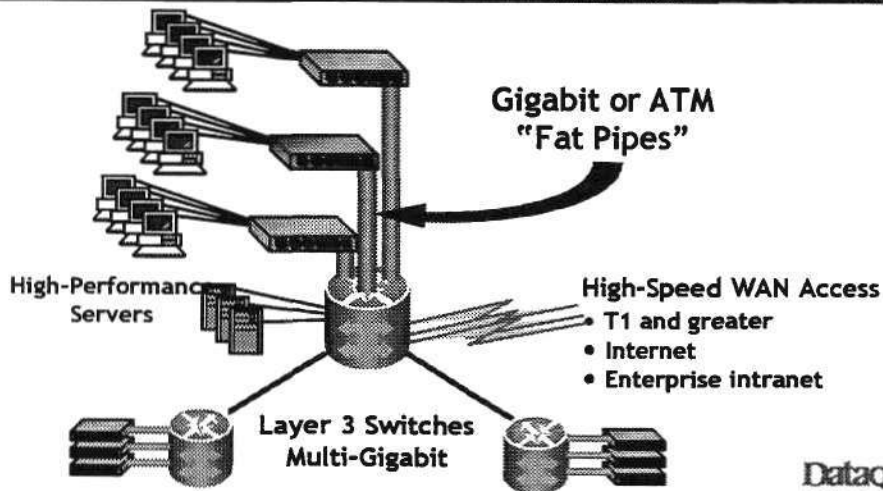 Gigabit or ATM
"Fat Pipes"
High-Performance
Servers
High-Speed WAN Access
• T1 and greater
• Internet
• Enterprise intranet
Layer 3 Switches
Multi-Gigabit